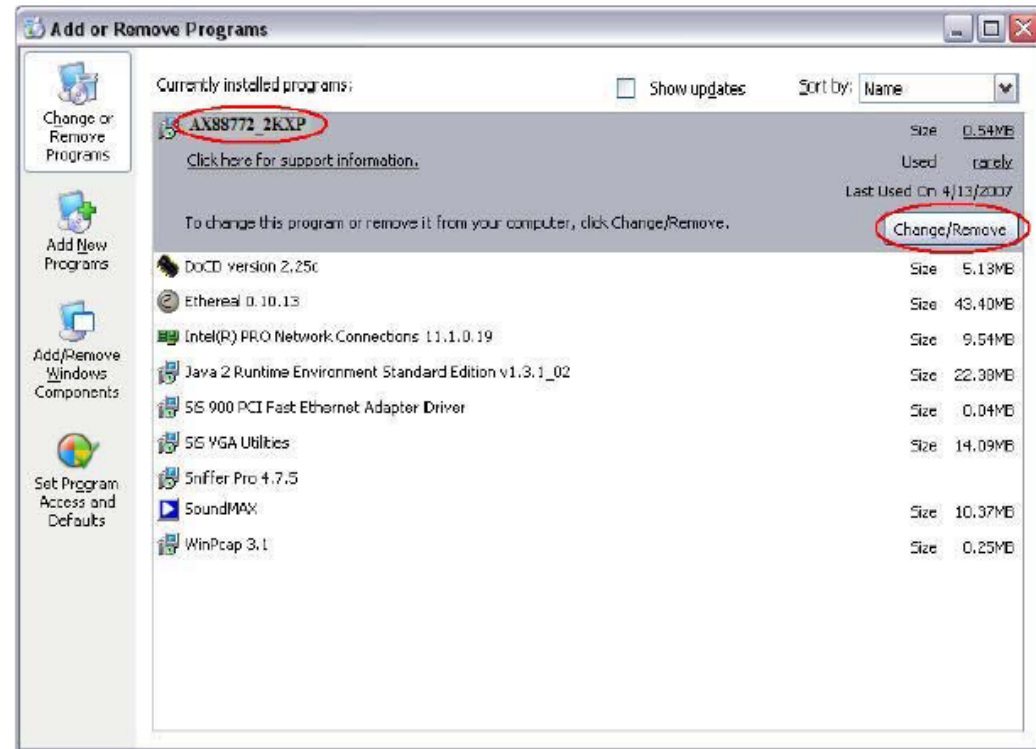 Add or Remove Programs
Change or
Remove
Programs
Add New
Programs
Add/Remove
Windows
Components
Set Program
Access and
Defaults
Currently installed programs:
Show updates
Sort by: Name
AX88772_2KXP
Size 0.54MB
Click here for support information.
Used rarely
Last Used On 4/13/2007
To change this program or remove it from your computer, click Change/Remove.
Change/Remove
DoCD version 2.25c
Size 5.13MB
Ethereal 0.10.13
Size 43.40MB
Intel(R) PRO Network Connections 11.1.0.19
Size 9.54MB
Java 2 Runtime Environment Standard Edition v1.3.1_02
Size 22.38MB
SiS 900 PCI Fast Ethernet Adapter Driver
Size 0.04MB
SiS VGA Utilities
Size 14.09MB
Sniffer Pro 4.7.5
SoundMAX
Size 10.37MB
WinPcap 3.1
Size 0.25MB